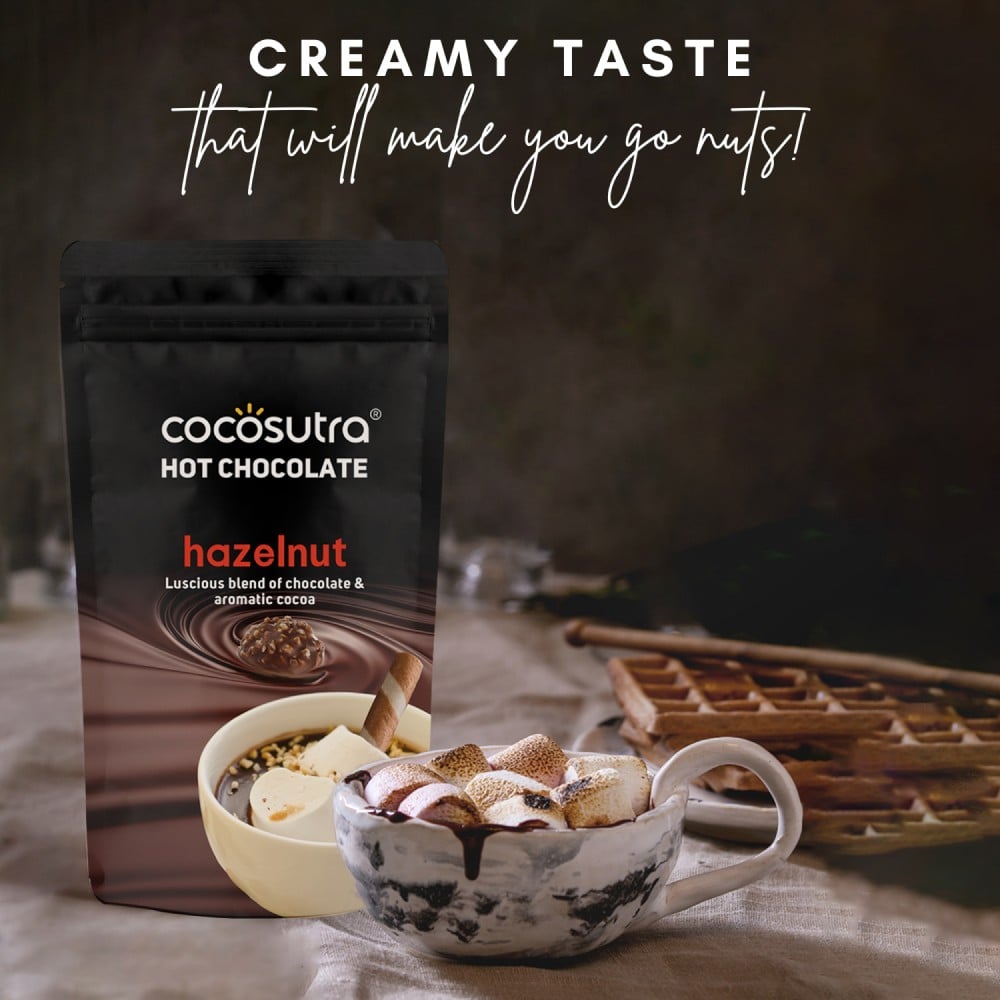 CREAMY TASTE
that will make you go nuts!
cocosutra®
HOT CHOCOLATE
hazelnut
Luscious blend of chocolate &
aromatic cocoa